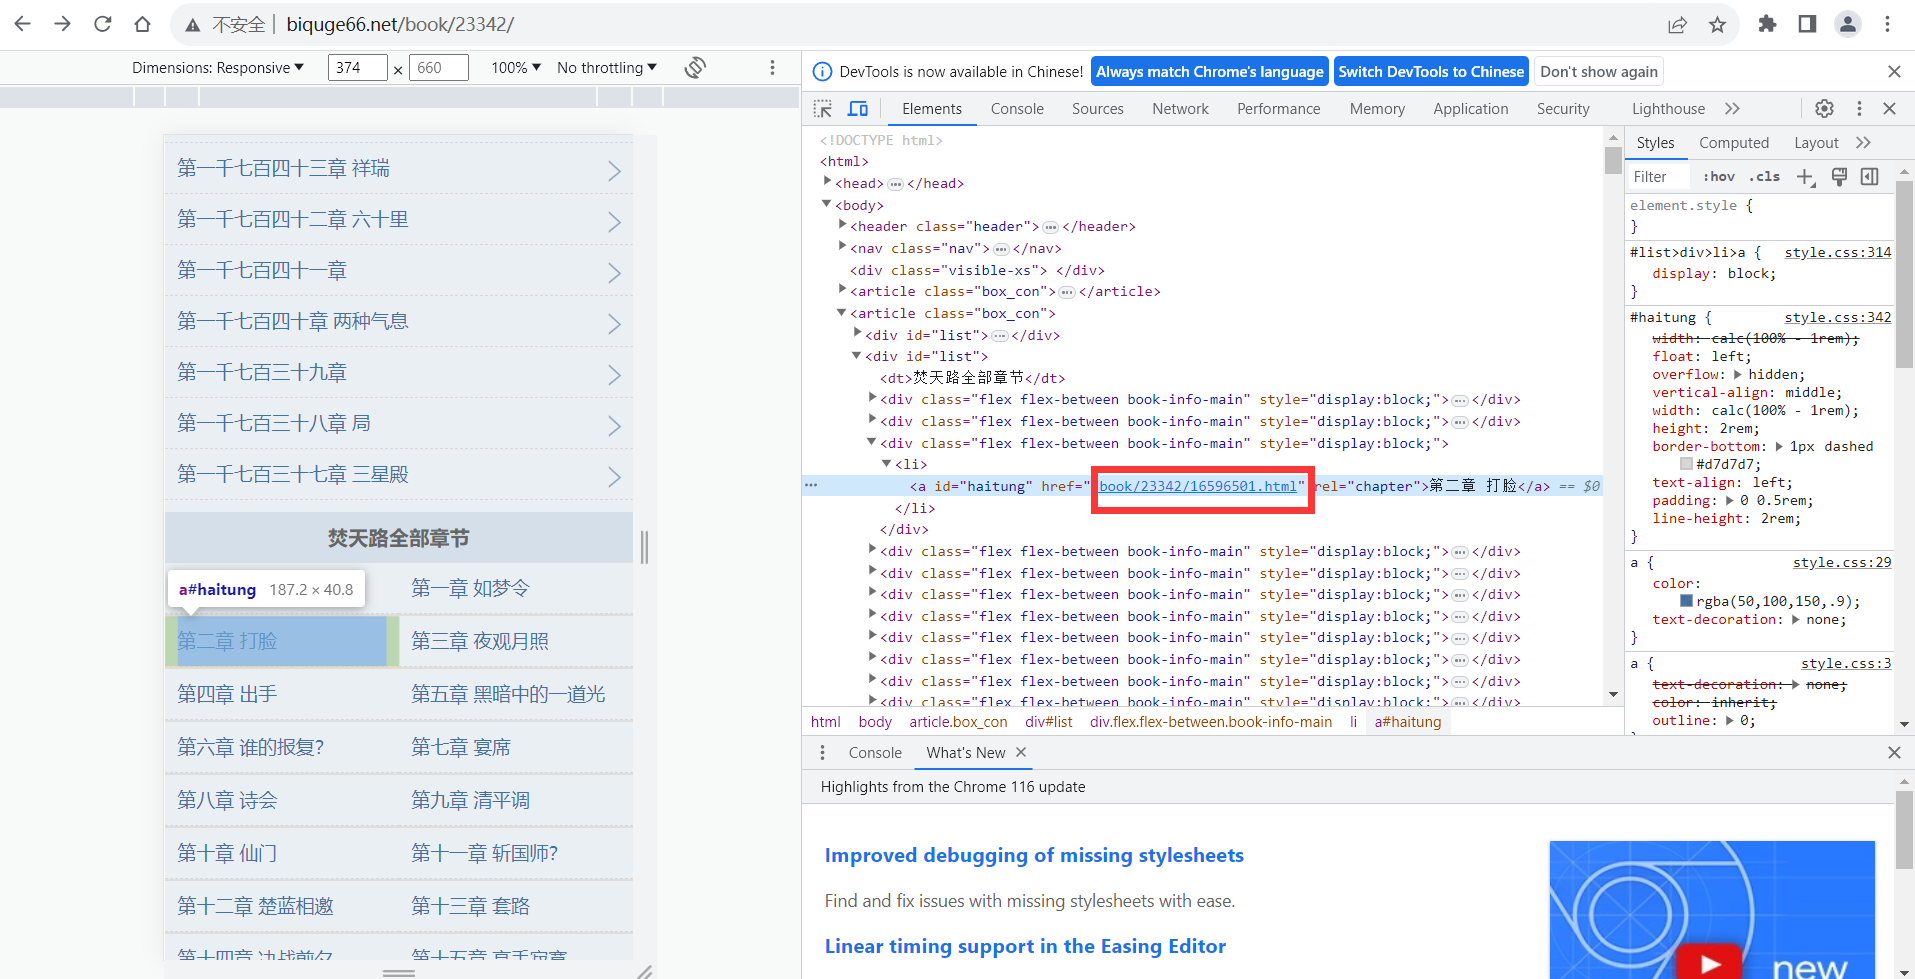 不安全 | biquge66.net/book/23342/
Dimensions: Responsive ▼ 374 × 660 100% ▼ No throttling ▼
第一千七百四十三章 祥瑞
第一千七百四十二章 六十里
第一千七百四十一章
第一千七百四十章 两种气息
第一千七百三十九章
第一千七百三十八章 局
第一千七百三十七章 三星殿
焚天路全部章节
a#haitung 187.2 × 40.8
第一章 如梦令
第二章 打脸 第三章 夜观月照
第四章 出手 第五章 黑暗中的一道光
第六章 谁的报复? 第七章 宴席
第八章 诗会 第九章 清平调
第十章 仙门 第十一章 斩国师?
第十二章 楚蓝相邀 第十三章 套路
第十四章 决战前夕 第十五章
DevTools is now available in Chinese! Always match Chrome's language Switch DevTools to Chinese Don't show again
Elements Console Sources Network Performance Memory Application Security Lighthouse
<!DOCTYPE html>
<html>
<head>…</head>
<body>
<header class="header">…</header>
<nav class="nav">…</nav>
<div class="visible-xs"> </div>
<article class="box_con">…</article>
<article class="box_con">
<div id="list">…</div>
<div id="list">
<dt>焚天路全部章节</dt>
<div class="flex flex-between book-info-main" style="display:block;">…</div>
<div class="flex flex-between book-info-main" style="display:block;">…</div>
<div class="flex flex-between book-info-main" style="display:block;">
<li>
<a id="haitung" href="book/23342/16596501.html" rel="chapter">第二章 打脸</a> == $0
</li>
</div>
<div class="flex flex-between book-info-main" style="display:block;">…</div>
<div class="flex flex-between book-info-main" style="display:block;">…</div>
<div class="flex flex-between book-info-main" style="display:block;">…</div>
<div class="flex flex-between book-info-main" style="display:block;">…</div>
<div class="flex flex-between book-info-main" style="display:block;">…</div>
<div class="flex flex-between book-info-main" style="display:block;">…</div>
<div class="flex flex-between book-info-main" style="display:block;">…</div>
<div class="flex flex-between book-info-main" style="display:block;">…</div>
html body article.box_con div#list div.flex.flex-between.book-info-main li a#haitung
Styles Computed Layout
Filter :hov .cls
element.style {
}
#list>div>li>a { style.css:314
display: block;
}
#haitung { style.css:342
width: calc(100% - 1rem);
float: left;
overflow: hidden;
vertical-align: middle;
width: calc(100% - 1rem);
height: 2rem;
border-bottom: 1px dashed
#d7d7d7;
text-align: left;
padding: 0 0.5rem;
line-height: 2rem;
}
a { style.css:29
color:
rgba(50,100,150,.9);
text-decoration: none;
}
a { style.css:3
text-decoration: none;
color: inherit;
outline: 0;
Console What's New
Highlights from the Chrome 116 update
Improved debugging of missing stylesheets
Find and fix issues with missing stylesheets with ease.
Linear timing support in the Easing Editor
new